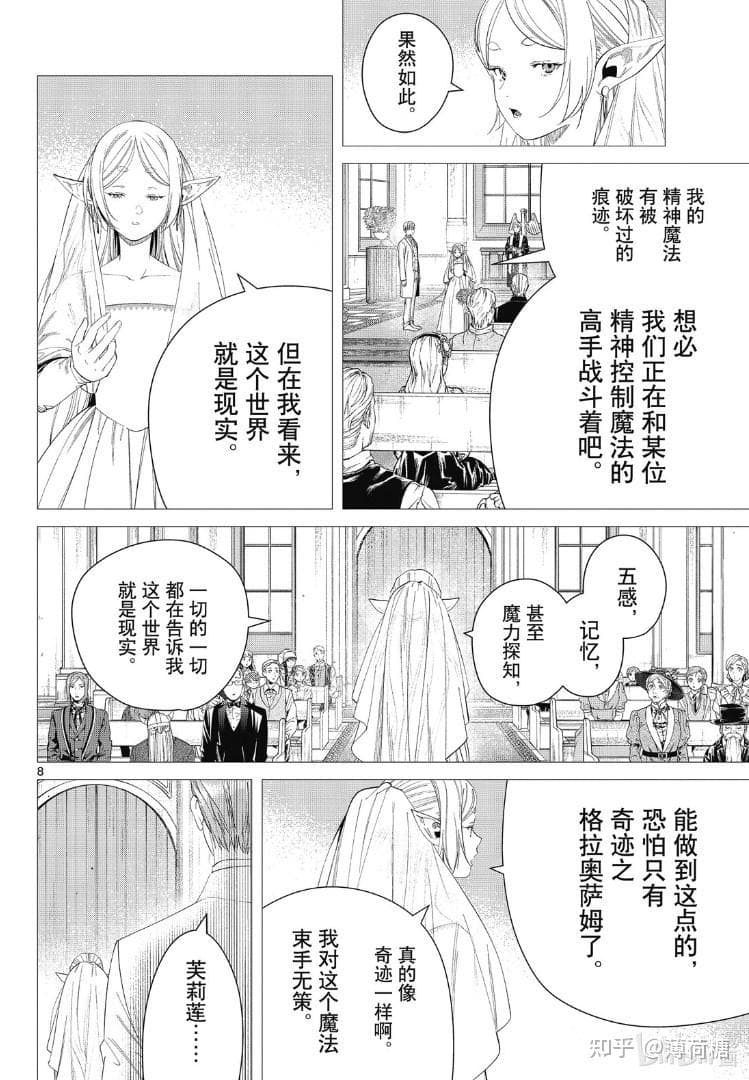 果然如此。
我的
精神魔法
有被
破坏过的
痕迹。
想必
我们正在和某位
精神控制魔法的
高手战斗着吧。
但在我看来，
这个世界
就是现实。
五感，
记忆，
甚至
魔力探知，
一切的一切
都在告诉我
这个世界
就是现实。
能做到这点的，
恐怕只有
奇迹之
格拉奥萨姆了。
真的像
奇迹一样啊。
我对这个魔法
束手无策。
芙莉莲……
8
知乎 @薄荷糖